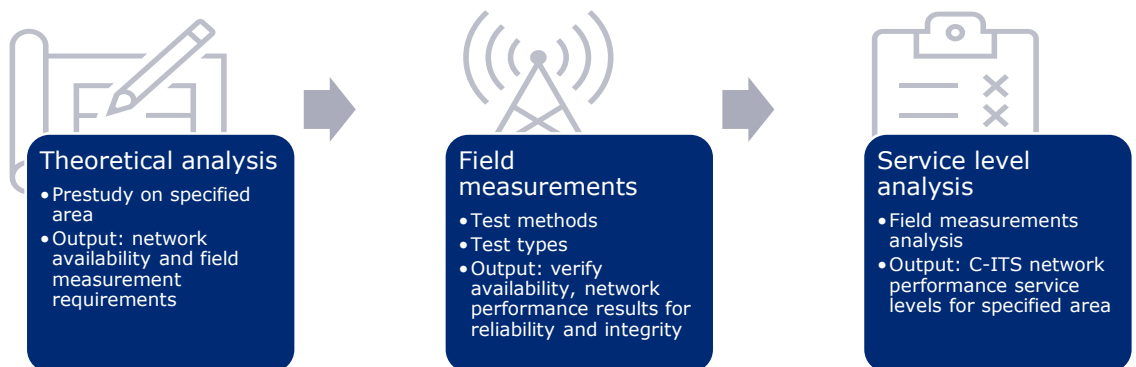 Theoretical analysis
•Prestudy on specified
area
•Output: network
availability and field
measurement
requirements
Field
measurements
•Test methods
•Test types
•Output: verify
availability, network
performance results for
reliability and integrity
Service level
analysis
•Field measurements
analysis
•Output: C-ITS network
performance service
levels for specified area